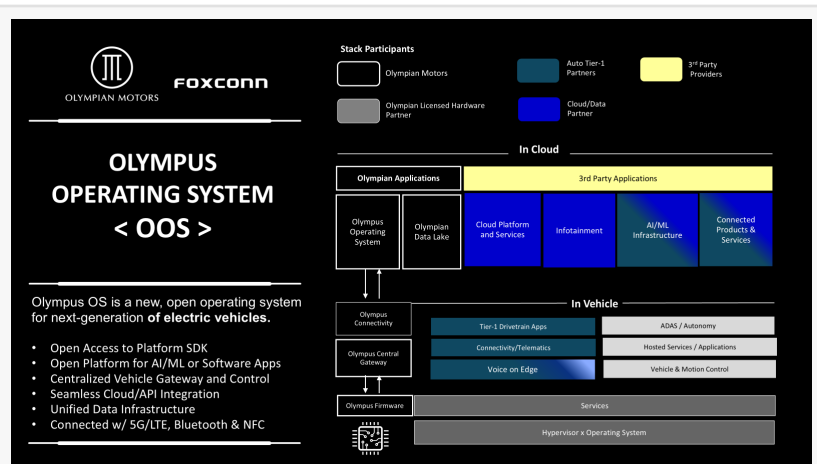 OLYMPIAN MOTORS
FOXCONN
OLYMPUS
OPERATING SYSTEM
< OOS >
Olympus OS is a new, open operating system
for next-generation of electric vehicles.
• Open Access to Platform SDK
• Open Platform for AI/ML or Software Apps
• Centralized Vehicle Gateway and Control
• Seamless Cloud/API Integration
• Unified Data Infrastructure
• Connected w/ 5G/LTE, Bluetooth & NFC
Stack Participants
Olympian Motors
Auto Tier-1
Partners
3rd Party
Providers
Olympian Licensed Hardware
Partner
Cloud/Data
Partner
In Cloud
Olympian Applications
3rd Party Applications
Olympus
Operating
System
Olympian
Data Lake
Cloud Platform
and Services
Infotainment
AI/ML
Infrastructure
Connected
Products &
Services
In Vehicle
Olympus
Connectivity
Tier-1 Drivetrain Apps
ADAS / Autonomy
Olympus Central
Gateway
Connectivity/Telematics
Hosted Services / Applications
Voice on Edge
Vehicle & Motion Control
Olympus Firmware
Services
Hypervisor x Operating System